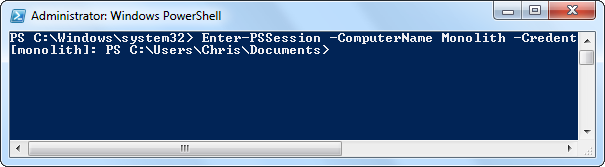 Administrator: Windows PowerShell
PS C:\Windows\system32> Enter-PSSession -ComputerName Monolith -Credent
[monolith]: PS C:\Users\Chris\Documents>